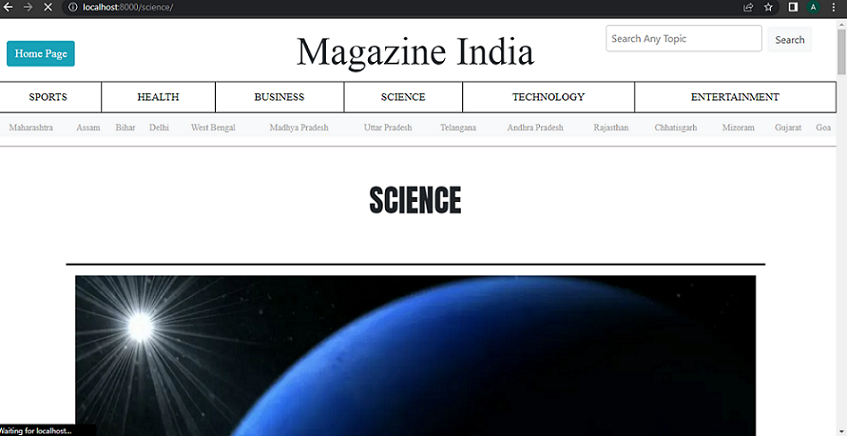 localhost:8000/science/
A
Home Page
Magazine India
Search Any Topic
Search
SPORTS HEALTH BUSINESS SCIENCE TECHNOLOGY ENTERTAINMENT
Maharashtra Assam Bihar Delhi West Bengal Madhya Pradesh Uttar Pradesh Telangana Andhra Pradesh Rajasthan Chhatisgarh Mizoram Gujarat Goa
SCIENCE
Waiting for localhost...